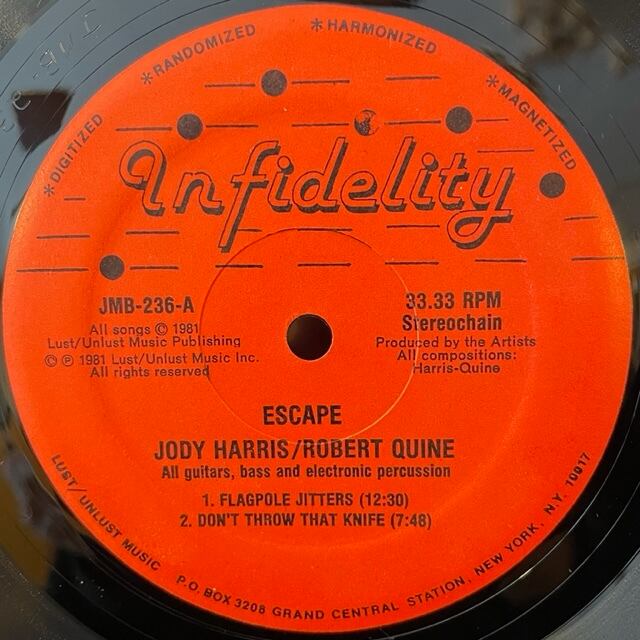 *DIGITIZED *RANDOMIZED *HARMONIZED *MAGNETIZED
Infidelity
JMB-236-A
All songs © 1981
Lust/Unlust Music Publishing
© ℗ 1981 Lust/Unlust Music Inc.
All rights reserved
33.33 RPM
Stereochain
Produced by the Artists
All compositions:
Harris-Quine
ESCAPE
JODY HARRIS/ROBERT QUINE
All guitars, bass and electronic percussion
1. FLAGPOLE JITTERS (12:30)
2. DON'T THROW THAT KNIFE (7:48)
LUST/UNLUST MUSIC P.O. BOX 3208 GRAND CENTRAL STATION, NEW YORK, N.Y. 10017